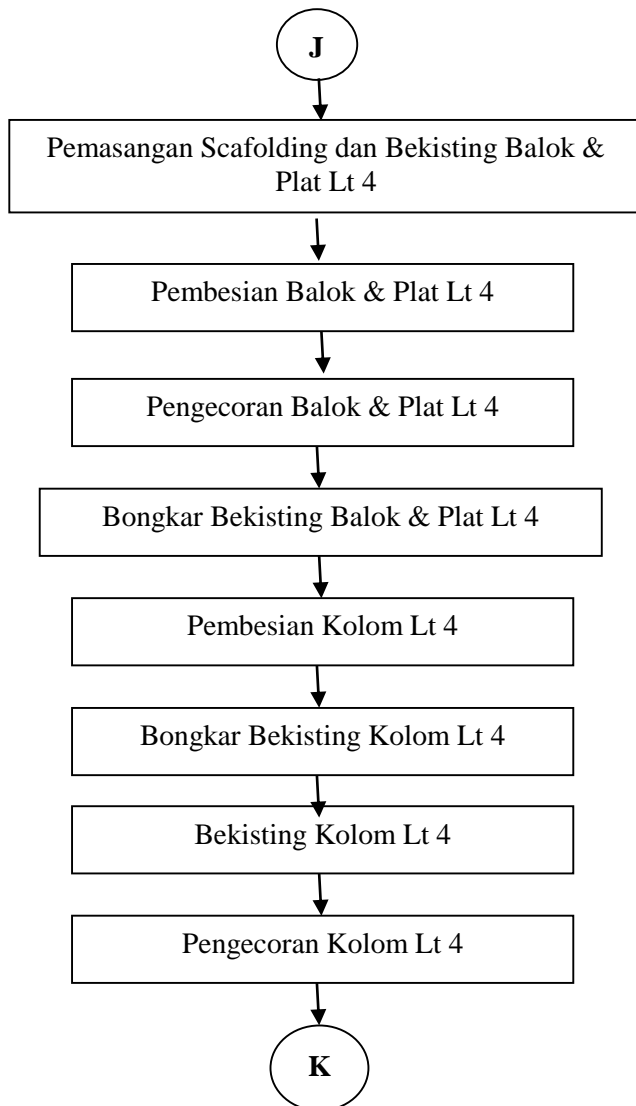 J
Pemasangan Scafolding dan Bekisting Balok &
Plat Lt 4
Pembesian Balok & Plat Lt 4
Pengecoran Balok & Plat Lt 4
Bongkar Bekisting Balok & Plat Lt 4
Pembesian Kolom Lt 4
Bongkar Bekisting Kolom Lt 4
Bekisting Kolom Lt 4
Pengecoran Kolom Lt 4
K